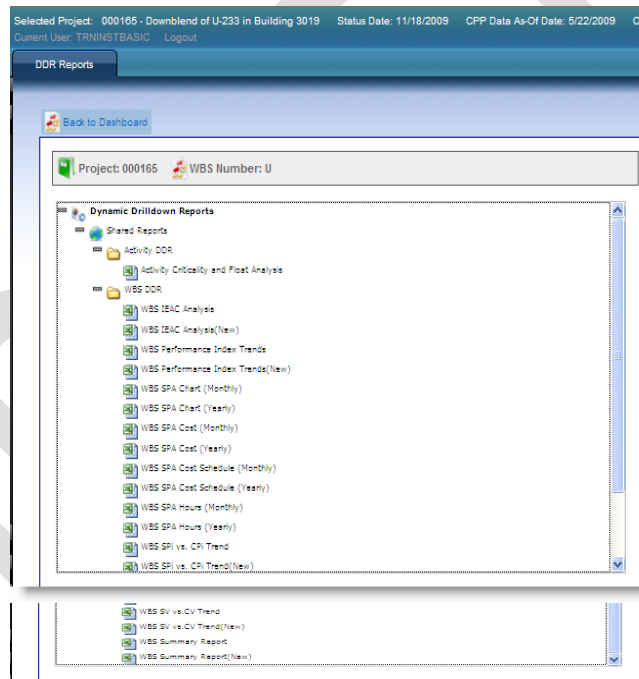 Selected Project: 000165 - Downblend of U-233 in Building 3019 Status Date: 11/18/2009 CPP Data As-Of Date: 5/22/2009 C
Current User: TRNINSTBASIC Logout
DDR Reports
Back to Dashboard
Project: 000165 WBS Number: U
Dynamic Drilldown Reports
Shared Reports
Activity DDR
Activity Criticality and Float Analysis
WBS DDR
WBS IEAC Analysis
WBS IEAC Analysis(New)
WBS Performance Index Trends
WBS Performance Index Trends(New)
WBS SPA Chart (Monthly)
WBS SPA Chart (Yearly)
WBS SPA Cost (Monthly)
WBS SPA Cost (Yearly)
WBS SPA Cost Schedule (Monthly)
WBS SPA Cost Schedule (Yearly)
WBS SPA Hours (Monthly)
WBS SPA Hours (Yearly)
WBS SPi vs. CPi Trend
WBS SPi vs. CPi Trend(New)
WBS SV vs.CV Trend
WBS SV vs.CV Trend(New)
WBS Summary Report
WBS Summary Report(New)